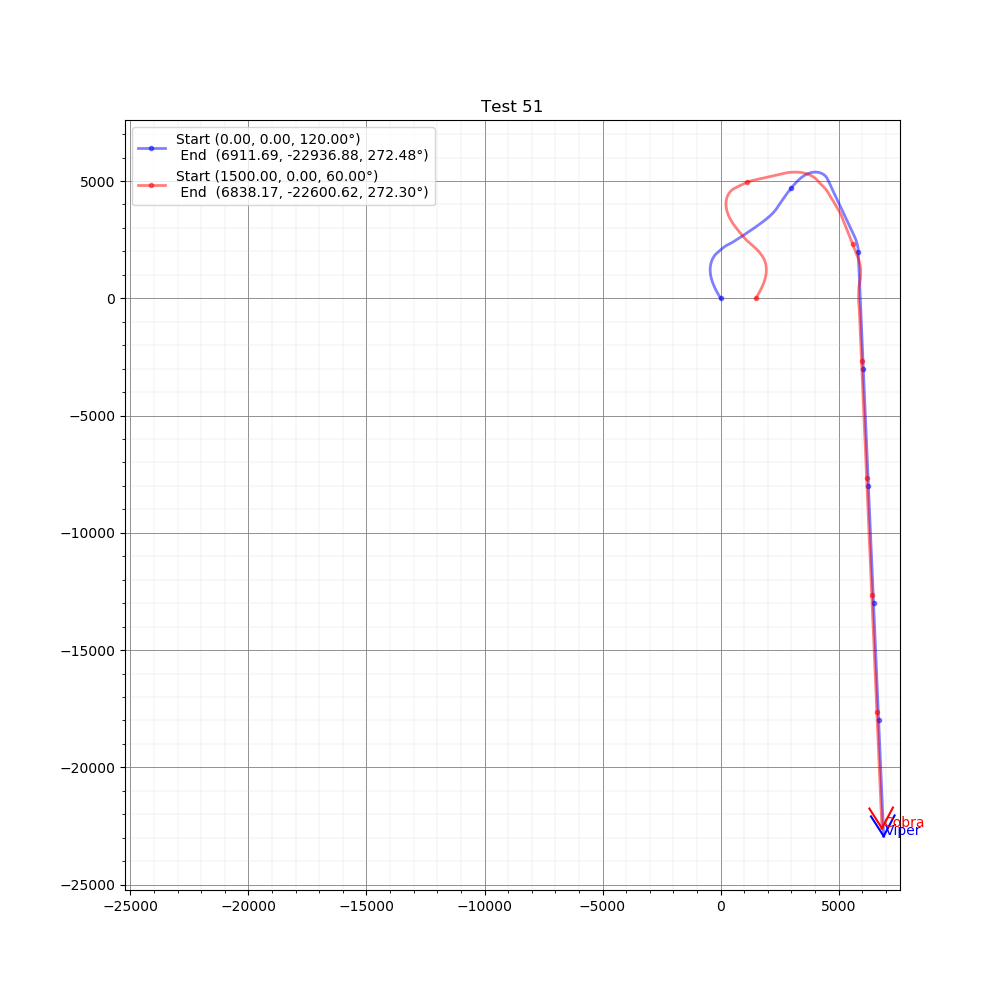 Test 51
Start (0.00, 0.00, 120.00°)
End  (6911.69, -22936.88, 272.48°)
Start (1500.00, 0.00, 60.00°)
End  (6838.17, -22600.62, 272.30°)
5000
0
−5000
−10000
−15000
−20000
−25000
Cobra
Viper
−25000
−20000
−15000
−10000
−5000
0
5000